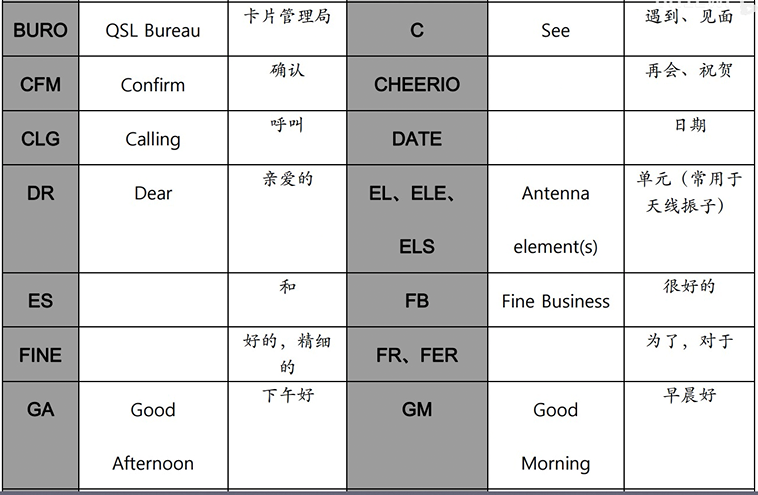 BURO QSL Bureau 卡片管理局 C See 遇到、见面
CFM Confirm 确认 CHEERIO 再会、祝贺
CLG Calling 呼叫 DATE 日期
DR Dear 亲爱的 EL、ELE、 Antenna 单元（常用于
天线振子）
ELS element(s)
ES 和 FB Fine Business 很好的
FINE 好的，精细 FR、FER 为了，对于
的
GA Good 下午好 GM Good 早晨好
Afternoon Morning